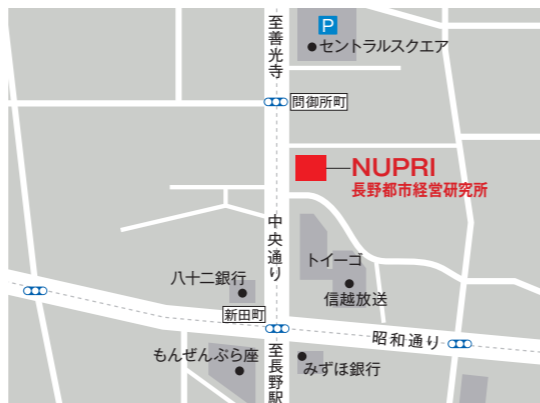 至善光寺
P
セントラルスクエア
問御所町
NUPRI
長野都市経営研究所
中央通り
トイーゴ
八十二銀行
信越放送
新田町
昭和通り
もんぜんぷら座
至長野駅
みずほ銀行